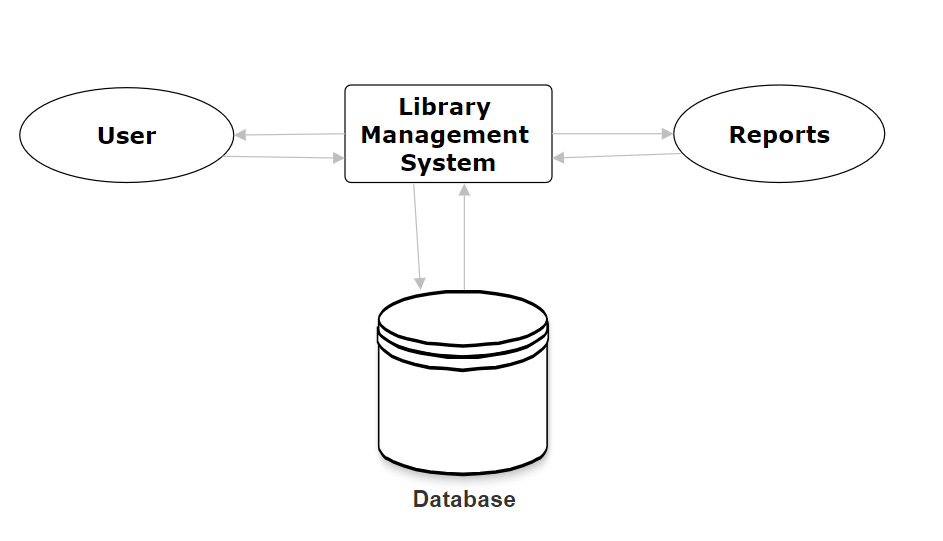 User
Library
Management
System
Reports
Database